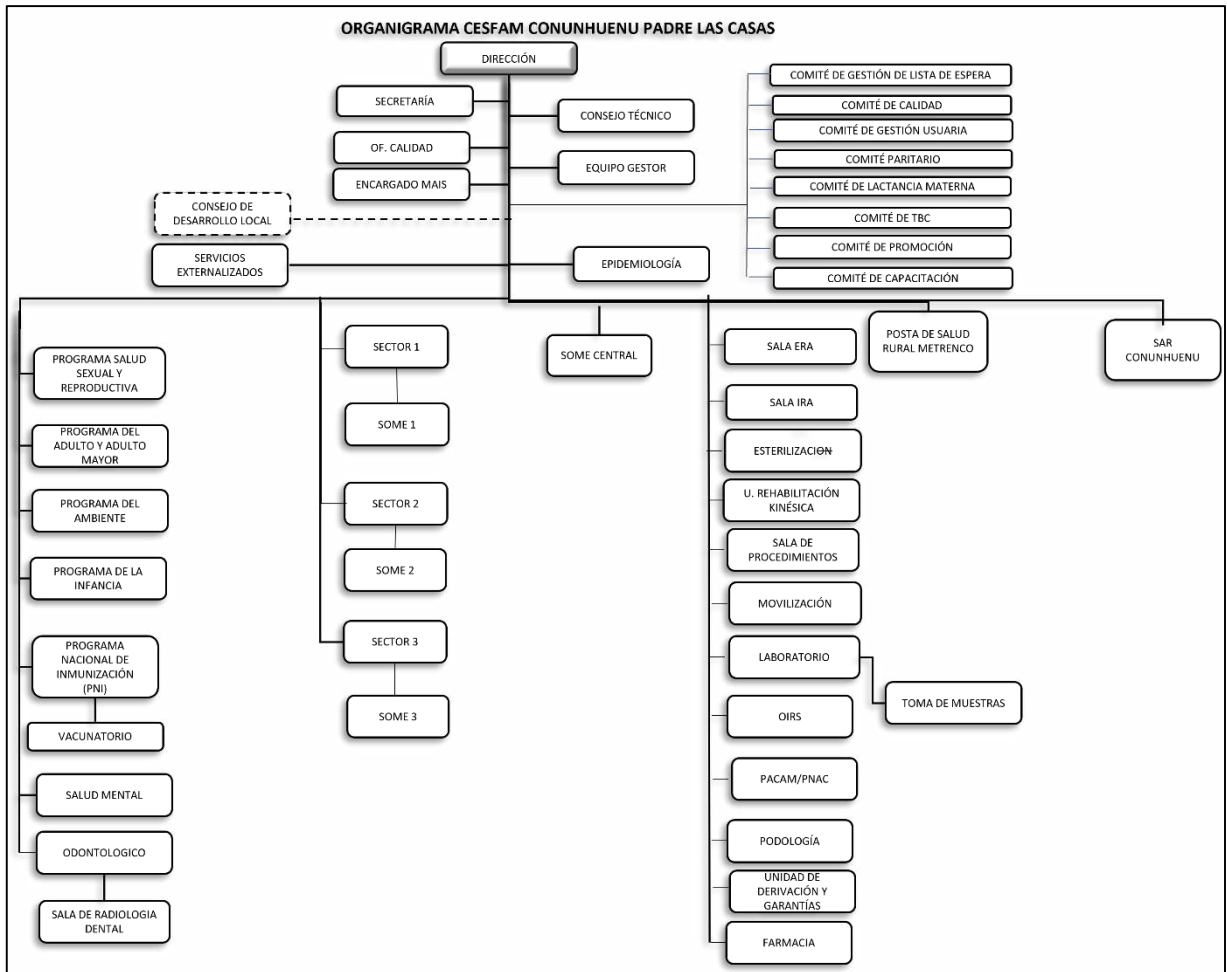 ORGANIGRAMA CESFAM CONUNHUENU PADRE LAS CASAS
DIRECCIÓN
SECRETARÍA
OF. CALIDAD
ENCARGADO MAIS
CONSEJO DE
DESARROLLO LOCAL
SERVICIOS
EXTERNALIZADOS
CONSEJO TÉCNICO
EQUIPO GESTOR
EPIDEMIOLOGÍA
COMITÉ DE GESTIÓN DE LISTA DE ESPERA
COMITÉ DE CALIDAD
COMITÉ DE GESTIÓN USUARIA
COMITÉ PARITARIO
COMITÉ DE LACTANCIA MATERNA
COMITÉ DE TBC
COMITÉ DE PROMOCIÓN
COMITÉ DE CAPACITACIÓN
PROGRAMA SALUD
SEXUAL Y
REPRODUCTIVA
PROGRAMA DEL
ADULTO Y ADULTO
MAYOR
PROGRAMA DEL
AMBIENTE
PROGRAMA DE LA
INFANCIA
PROGRAMA
NACIONAL DE
INMUNIZACIÓN
(PNI)
VACUNATORIO
SALUD MENTAL
ODONTOLOGICO
SALA DE RADIOLOGIA
DENTAL
SECTOR 1
SOME 1
SECTOR 2
SOME 2
SECTOR 3
SOME 3
SOME CENTRAL
SALA ERA
SALA IRA
ESTERILIZACION
U. REHABILITACIÓN
KINÉSICA
SALA DE
PROCEDIMIENTOS
MOVILIZACIÓN
LABORATORIO
TOMA DE MUESTRAS
OIRS
PACAM/PNAC
PODOLOGÍA
UNIDAD DE
DERIVACIÓN Y
GARANTÍAS
FARMACIA
POSTA DE SALUD
RURAL METRENCO
SAR
CONUNHUENU